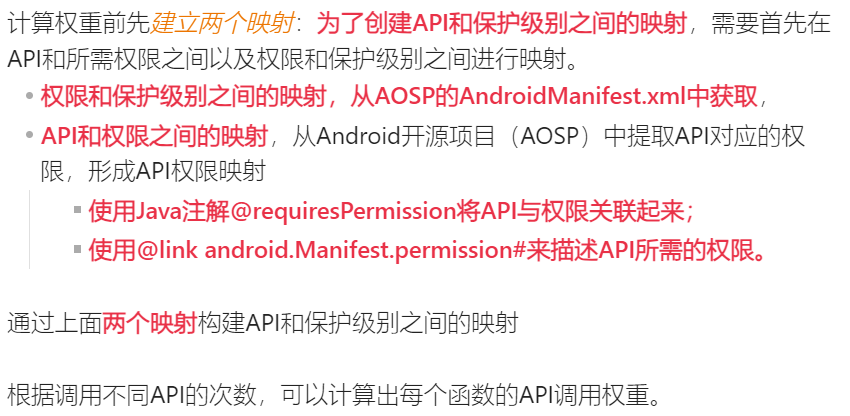 计算权重前先建立两个映射：为了创建API和保护级别之间的映射，需要首先在
API和所需权限之间以及权限和保护级别之间进行映射。
权限和保护级别之间的映射，从AOSP的AndroidManifest.xml中获取，
API和权限之间的映射，从Android开源项目（AOSP）中提取API对应的权
限，形成API权限映射
使用Java注解@requiresPermission将API与权限关联起来；
使用@link android.Manifest.permission#来描述API所需的权限。
通过上面两个映射构建API和保护级别之间的映射
根据调用不同API的次数，可以计算出每个函数的API调用权重。